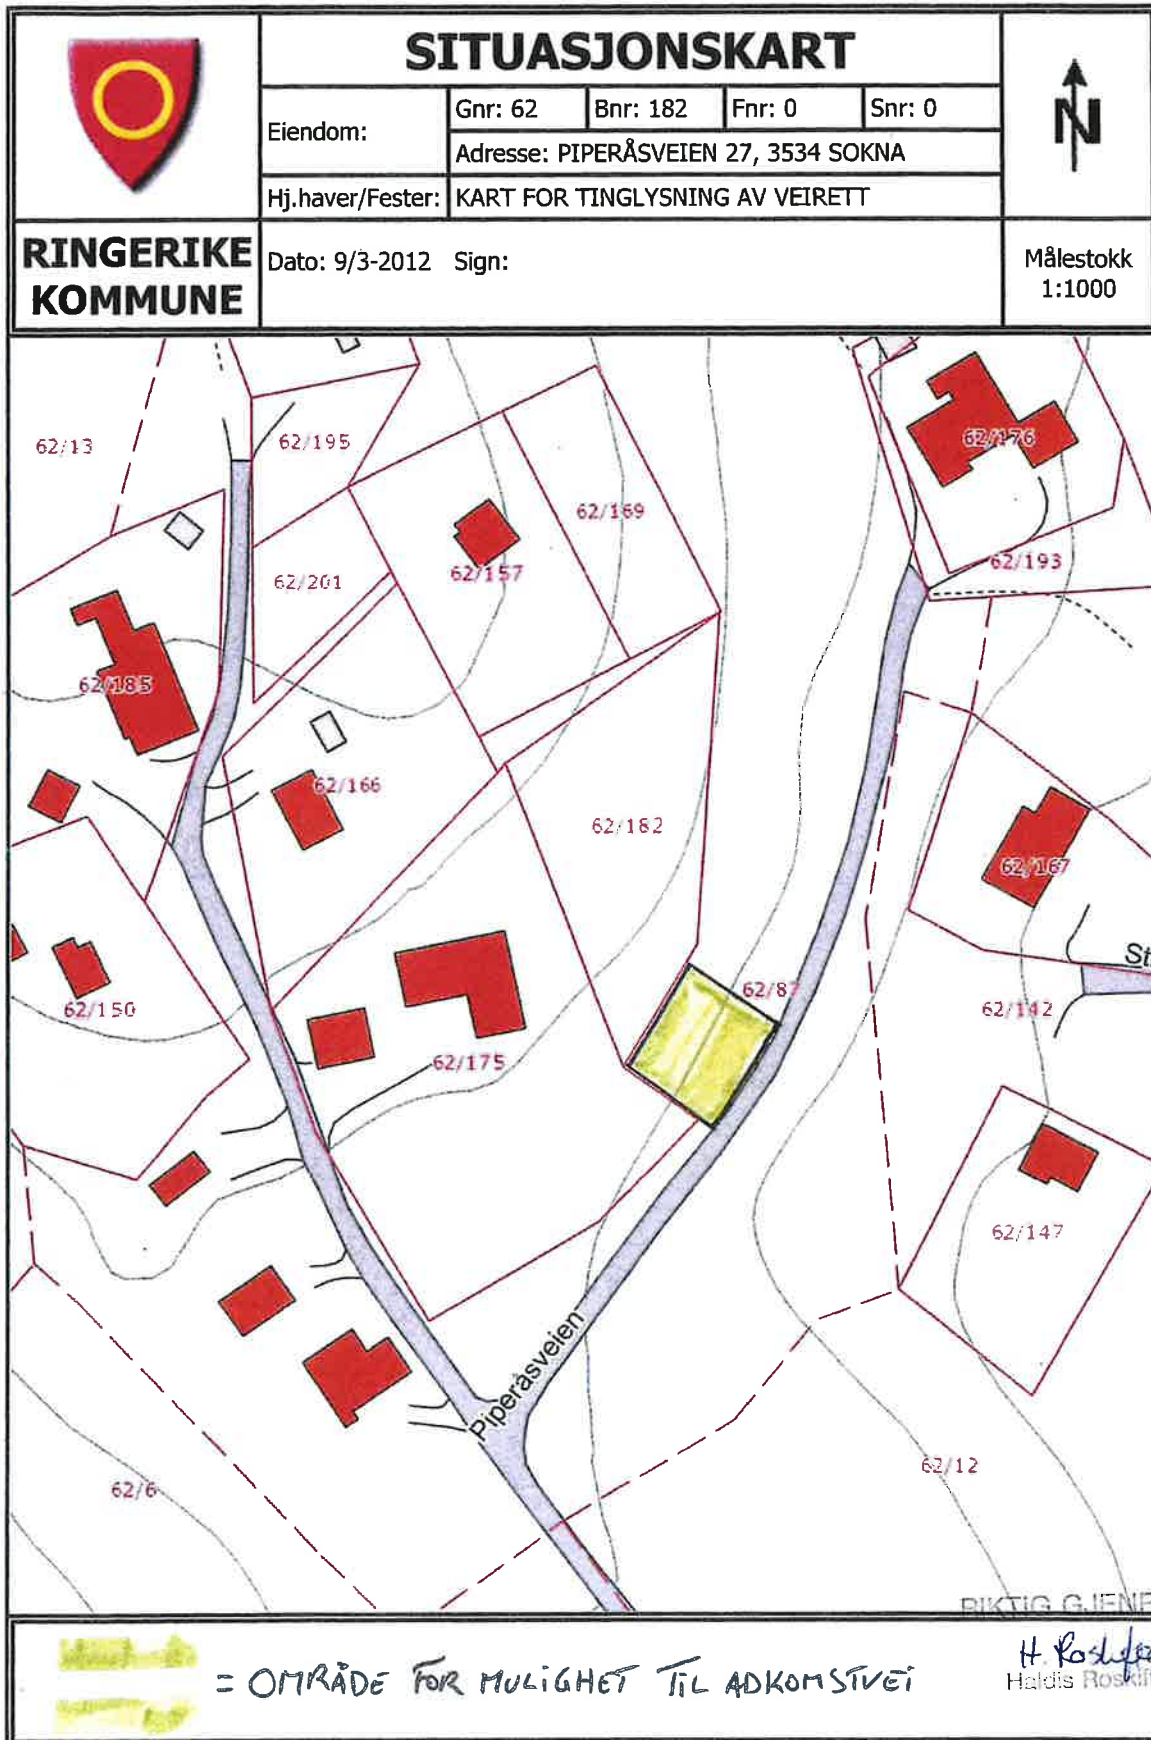 SITUASJONSKART
Eiendom:
Gnr: 62
Bnr: 182
Fnr: 0
Snr: 0
Adresse: PIPERÅSVEIEN 27, 3534 SOKNA
Hj.haver/Fester:
KART FOR TINGLYSNING AV VEIRETT
N
RINGERIKE
KOMMUNE
Dato: 9/3-2012 Sign:
Målestokk
1:1000
62/13
62/195
62/176
62/169
62/157
62/193
62/201
62/185
62/166
62/182
62/167
St
62/87
62/150
62/142
62/175
62/147
Piperåsveien
62/12
62/6
RIKTIG
= OMRÅDE FOR MULIGHET TIL ADKOMSTVEI
H.
Haldis